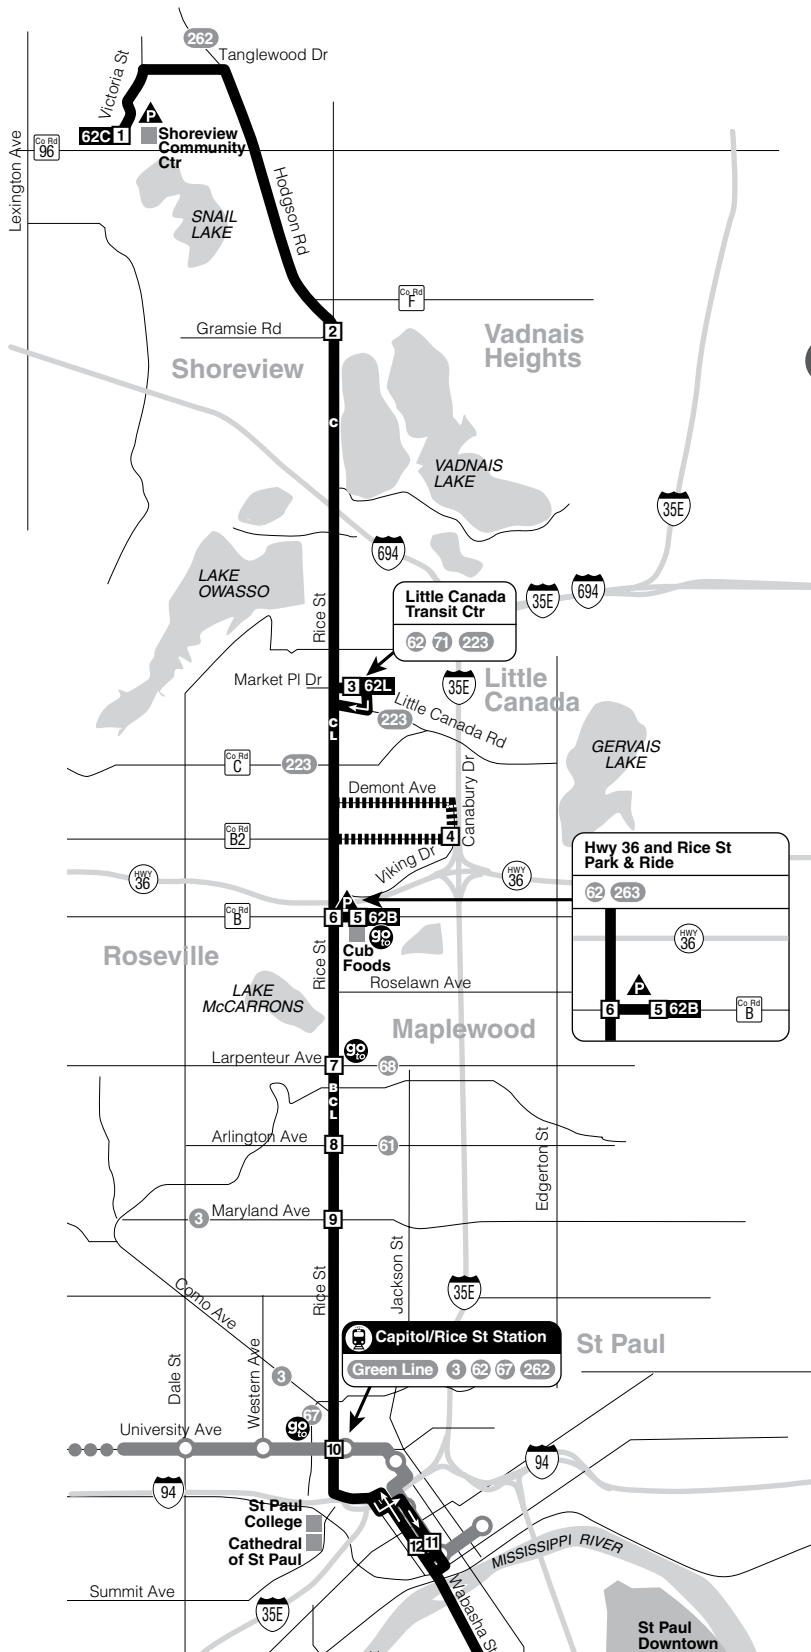 262
Tanglewood Dr
Victoria St
P
62C 1
Shoreview
Community
Ctr
Lexington Ave
Co Rd
96
Hodgson Rd
SNAIL
LAKE
Co Rd
F
Gramsie Rd
2
Vadnais
Heights
Shoreview
C
VADNAIS
LAKE
35E
694
LAKE
OWASSO
Rice St
Little Canada
Transit Ctr
62 71 223
35E
694
Market Pl Dr
3 62L
35E
Little
Canada
Little Canada Rd
223
C
L
GERVAIS
LAKE
Co Rd
C
223
Demont Ave
Canabury Dr
Co Rd
B2
4
Viking Dr
HWY
36
HWY
36
Hwy 36 and Rice St
Park & Ride
62 263
HWY
36
P
6 5 62B
Co Rd
B
P
Co Rd
B
6 5 62B
go to
Cub
Foods
Roseville
Rice St
LAKE
McCARRONS
Roselawn Ave
Maplewood
Larpenteur Ave
7
go to
68
B
C
L
Arlington Ave
8
61
Edgerton St
3
Maryland Ave
9
Como Ave
Rice St
Jackson St
35E
Capitol/Rice St Station
Green Line 3 62 67 262
St Paul
Dale St
Western Ave
3
67
go to
University Ave
10
94
94
St Paul
College
Cathedral
of St Paul
12 11
MISSISSIPPI RIVER
Summit Ave
35E
Wabasha St
St Paul
Downtown